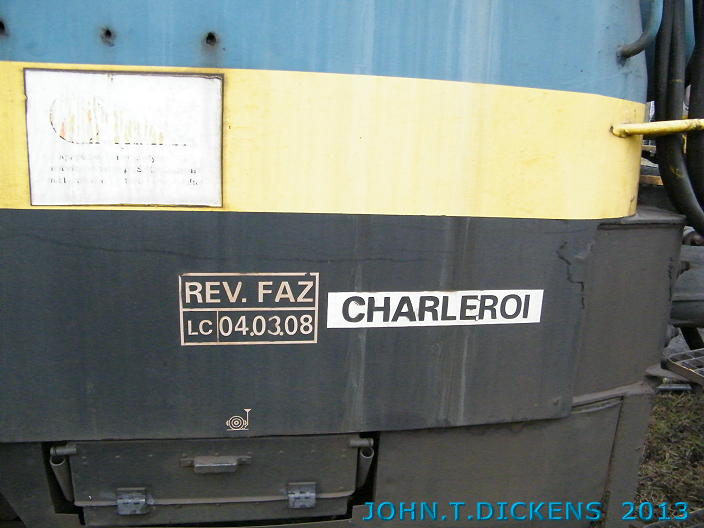 REV. FAZ
LC 04.03.08
CHARLEROI
JOHN.T.DICKENS 2013